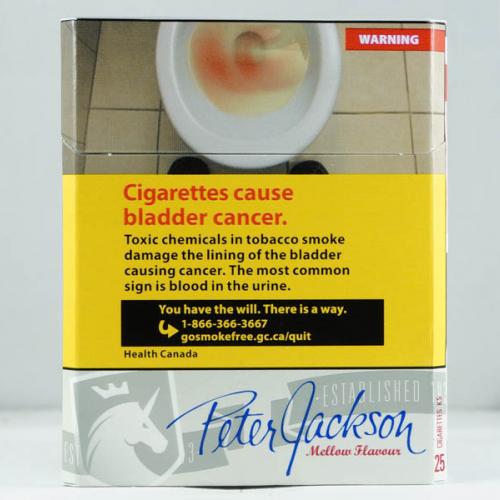 WARNING
Cigarettes cause
bladder cancer.
Toxic chemicals in tobacco smoke
damage the lining of the bladder
causing cancer. The most common
sign is blood in the urine.
You have the will. There is a way.
1-866-366-3667
gosmokefree.gc.ca/quit
Health Canada
ESTABLISHED
Peter Jackson
Mellow Flavour
25 CIGARETTES KS